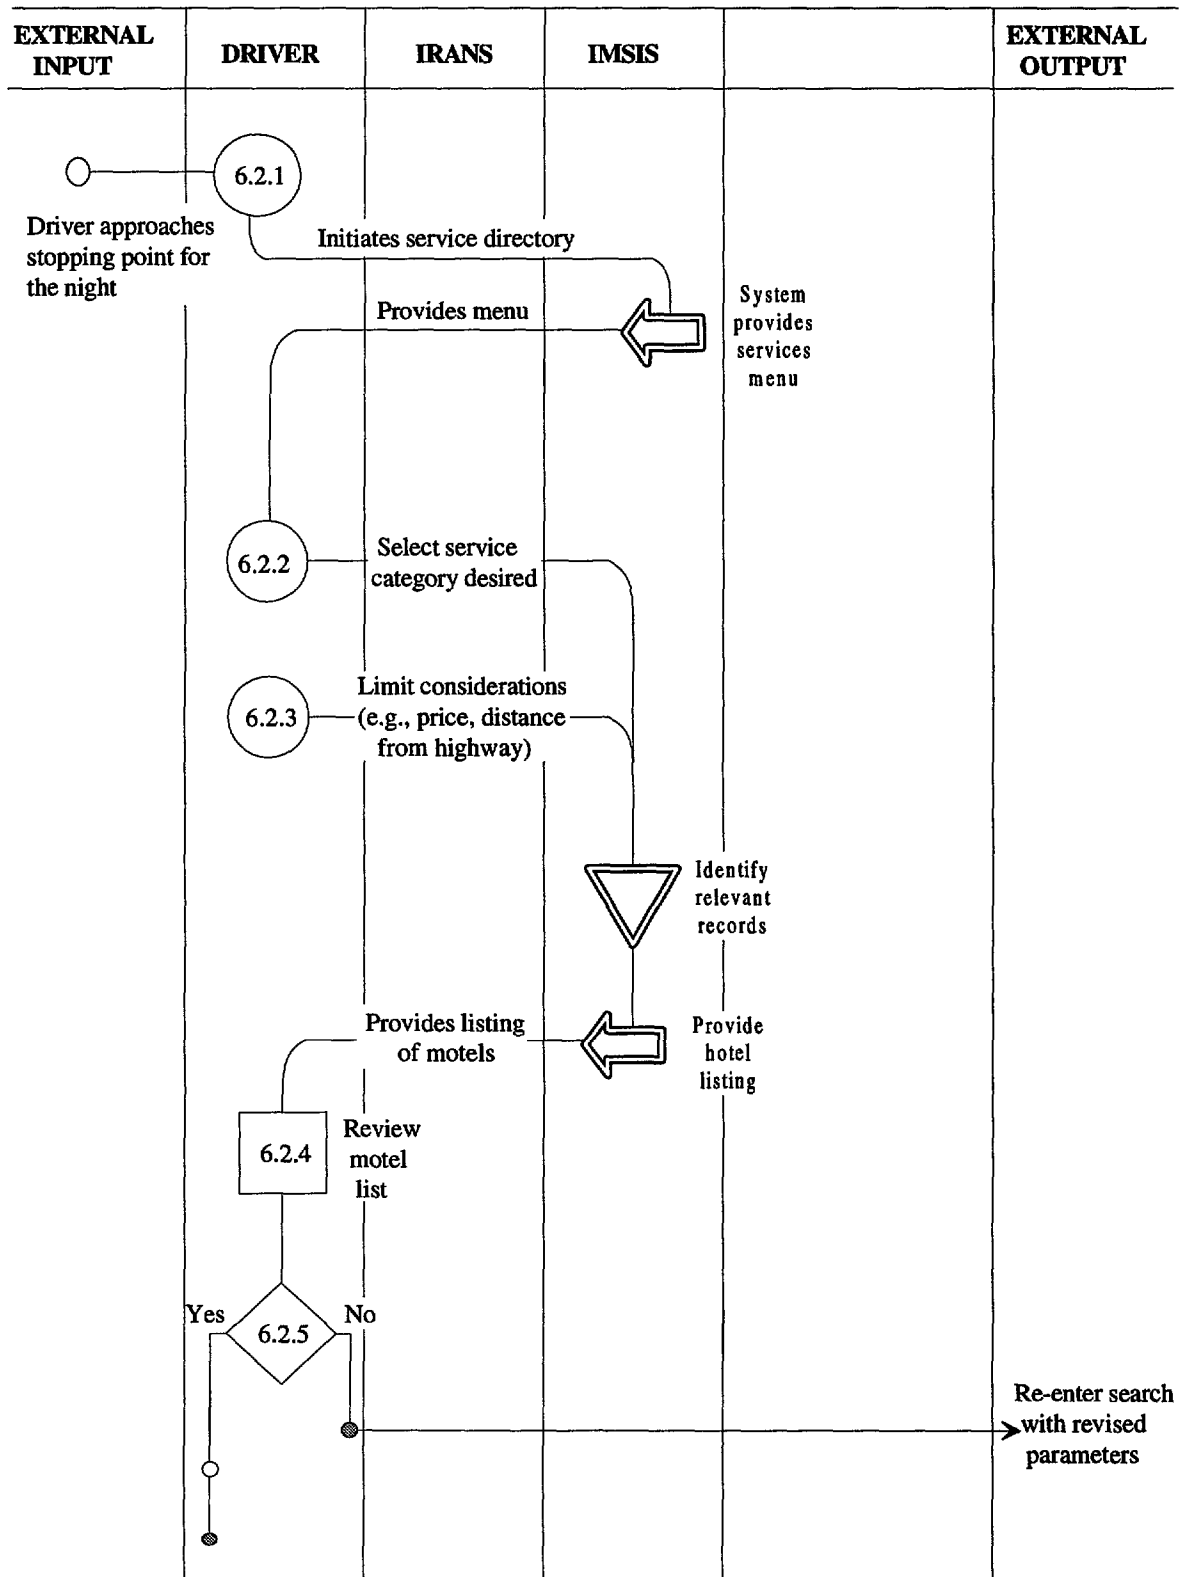 EXTERNAL
INPUT
DRIVER
IRANS
IMSIS
EXTERNAL
OUTPUT
6.2.1
Driver approaches
stopping point for
the night
Initiates service directory
Provides menu
System
provides
services
menu
6.2.2
Select service
category desired
6.2.3
Limit considerations
(e.g., price, distance
from highway)
Identify
relevant
records
Provides listing
of motels
Provide
hotel
listing
6.2.4
Review
motel
list
Yes
6.2.5
No
Re-enter search
with revised
parameters